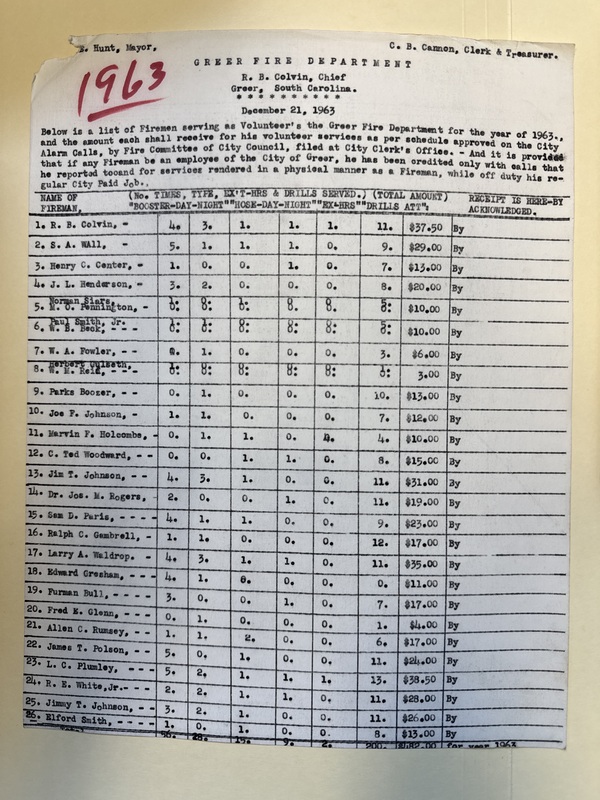 E. Hunt, Mayor, C. B. Cannon, Clerk & Treasurer.
1963
GREER FIRE DEPARTMENT
R. B. Colvin, Chief
Greer, South Carolina.
* * * * * * * * *
December 21, 1963
Below is a list of Firemen serving as Volunteer's the Greer Fire Department for the year of 1963.,
and the amount each shall receive for his volunteer services as per schedule approved on the City
Alarm Calls, by Fire Committee of City Council, filed at City Clerk's Office. - And it is provided
that if any Fireman be an employee of the City of Greer, he has been credited only with calls that
he reported tooand for services rendered in a physical manner as a Fireman, while off duty his re-
gular City Paid Job..
NAME OF (No. TIMES, TYPE, EX'T-HRS & DRILLS SERVED.) (TOTAL AMOUNT) RECEIPT IS HERE-BY
FIREMAN, "BOOSTER-DAY-NIGHT""HOSE-DAY-NIGHT""EX-HRS""DRILLS ATT"; ACKNOWLEDGED.
1. R. B. Colvin, - 4. 3. 1. 1. 1. 11. $37.50 By
2. S. A. WAll, - 5. 1. 1. 1. 0. 9. $29.00 By
3. Henry C. Center, - 1. 0. 0. 1. 0. 7. $13.00 By
4. J. L. Henderson, - 3. 2. 0. 0. 0. 8. $20.00 By
5. Pennington, - $10.00 By
Paul Smith, Jr.
6. W. B. Beck, - - - $10.00 By
7. W. A. Fowler, - - 1. 0. 0. 0. 3. $6.00 By
8. W. M. - - - 3.00 By
9. Parks Boozer, - - 0. 1. 0. 0. 0. 10. $13.00 By
10. Joe F. Johnson, - 1. 1. 0. 0. 0. 7. $12.00 By
11. Marvin F. Holcombe, - 0. 1. 1. 0. 4. $10.00 By
12. C. Ted Woodward, - - 0. 0. 1. 1. 0. 8. $15.00 By
13. Jim T. Johnson, - - 4. 3. 1. 0. 0. 11. $31.00 By
14. Dr. Jos. M. Rogers, - 2. 0. 0. 1. 0. 11. $19.00 By
15. Sam D. Paris, - - - - 4. 1. 1. 0. 0. 9. $23.00 By
16. Ralph C. Gambrell, - 1. 1. 0. 0. 0. 12. $17.00 By
17. Larry A. Waldrop. - 4. 3. 1. 1. 0. 11. $35.00 By
18. Edward Gresham, - - - 4. 1. 0. 0. 0. 0. $11.00 By
19. Furman Bull, - - - - 3. 0. 0. 1. 0. 7. $17.00 By
20. Fred E. Glenn, - - - 0. 1. 0. 0. 0. 1. $4.00 By
21. Allen C. Rumsey, - - 1. 1. 2. 0. 0. 6. $17.00 By
22. James T. Polson, - - 5. 0. 1. 0. 0. 11. $24.00 By
23. L. C. Plumley, - - - 5. 2. 1. 1. 1. 13. $38.50 By
24. R. E. White,Jr.- - - 2. 2. 1. 1. 0. 11. $28.00 By
25. Jimmy T. Johnson, - - 3. 2. 1. 0. 0. 11. $26.00 By
26. Elford Smith, - - - - 1. 0. 1. 0. 0. 8. $13.00 By
56. 28. 15. 9. 2. 200. $482.00 for year 1963